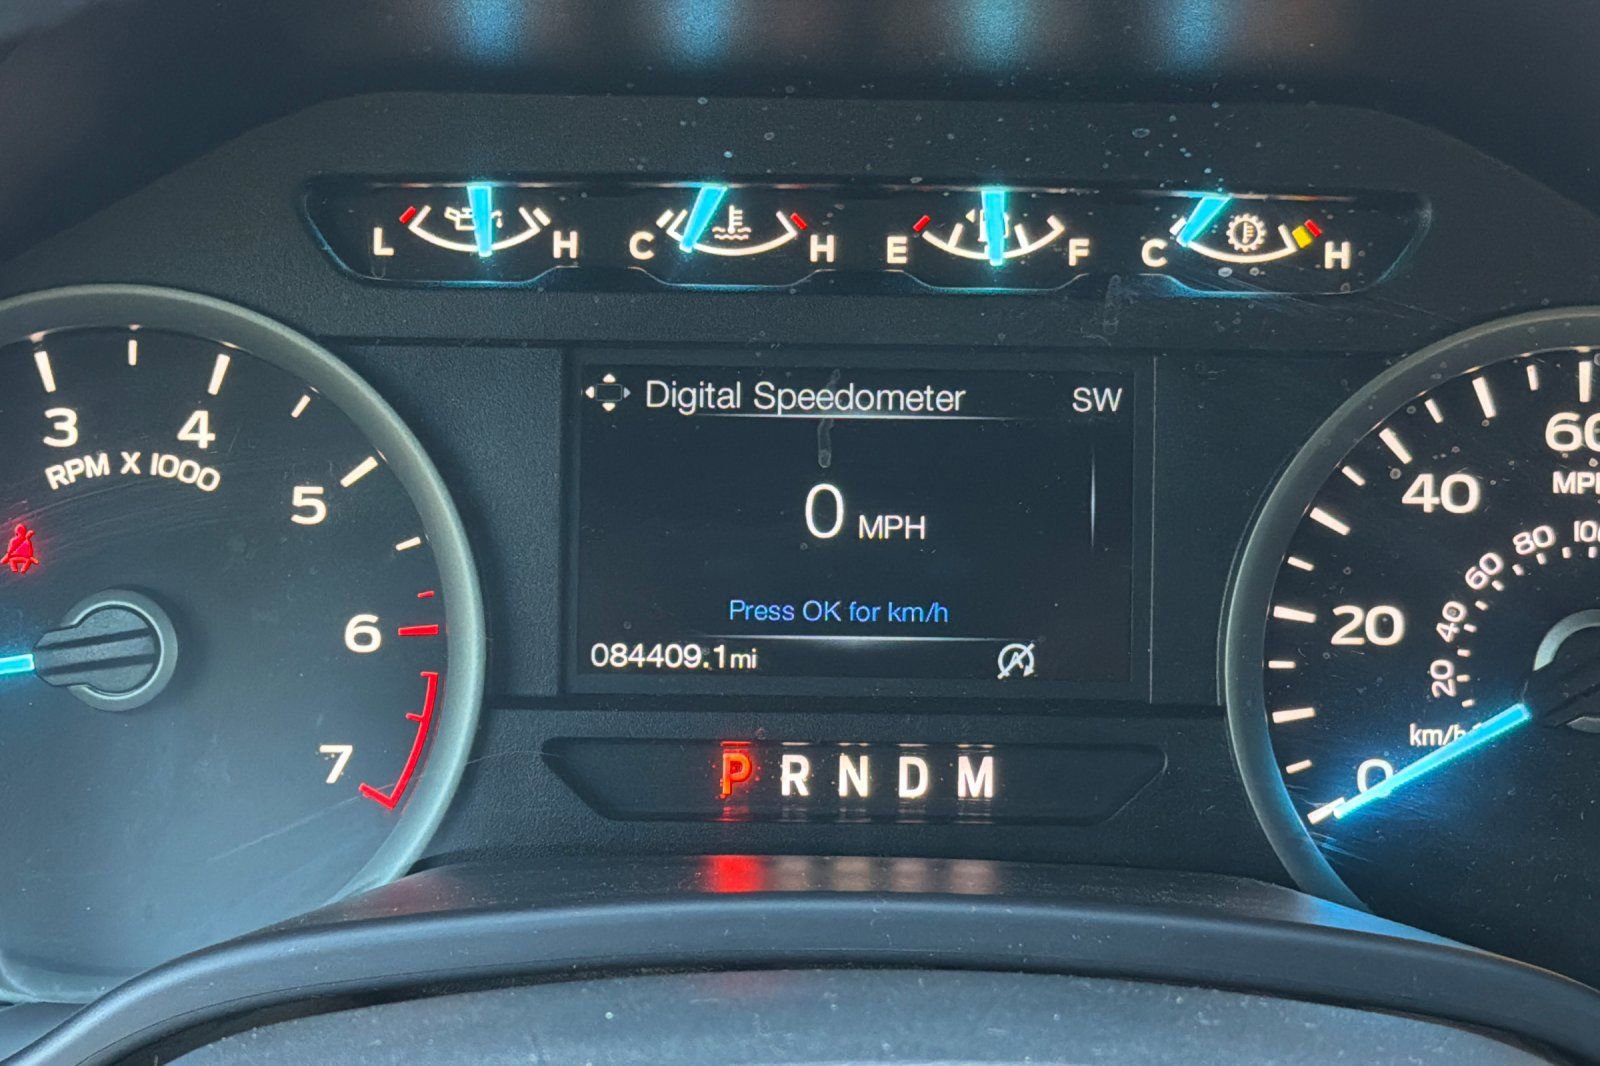 L H C H E F C H
3 4 5 6 7
RPM X 1000
Digital Speedometer SW
0 MPH
Press OK for km/h
084409.1mi
P R N D M
0 20 40 60
20 40 60 80
km/h